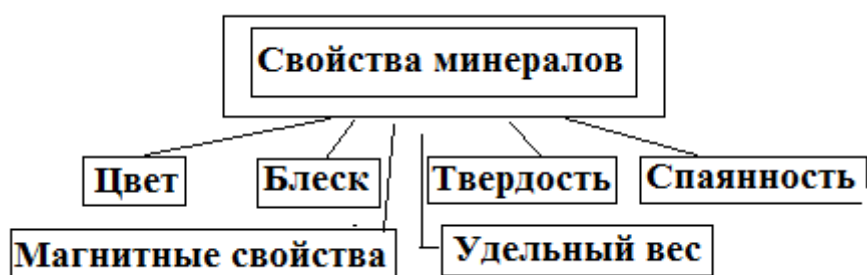 Свойства минералов
Цвет
Блеск
Твердость
Спаянность
Магнитные свойства
Удельный вес